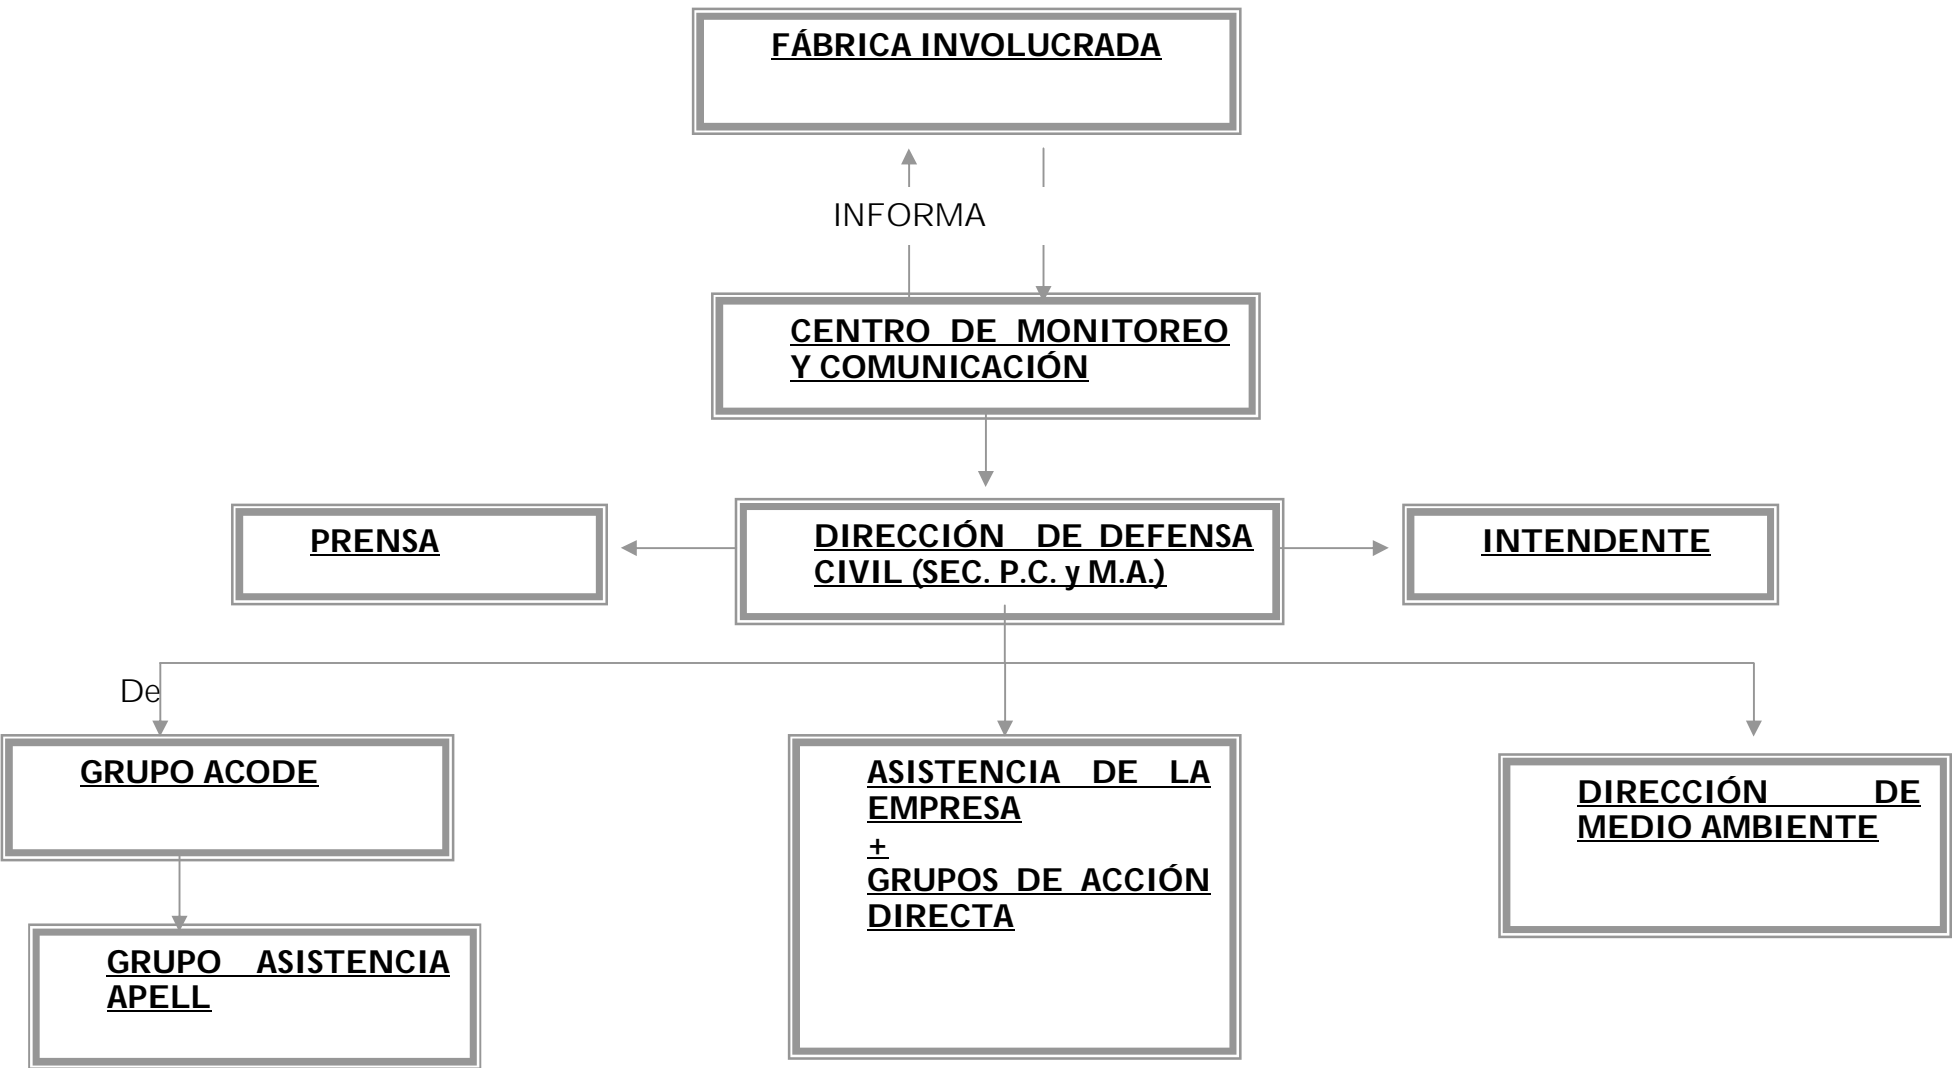 FÁBRICA INVOLUCRADA
INFORMA
CENTRO DE MONITOREO
Y COMUNICACIÓN
PRENSA
DIRECCIÓN DE DEFENSA
CIVIL (SEC. P.C. y M.A.)
INTENDENTE
De
GRUPO ACODE
ASISTENCIA DE LA
EMPRESA
+
GRUPOS DE ACCIÓN
DIRECTA
DIRECCIÓN DE
MEDIO AMBIENTE
GRUPO ASISTENCIA
APELL